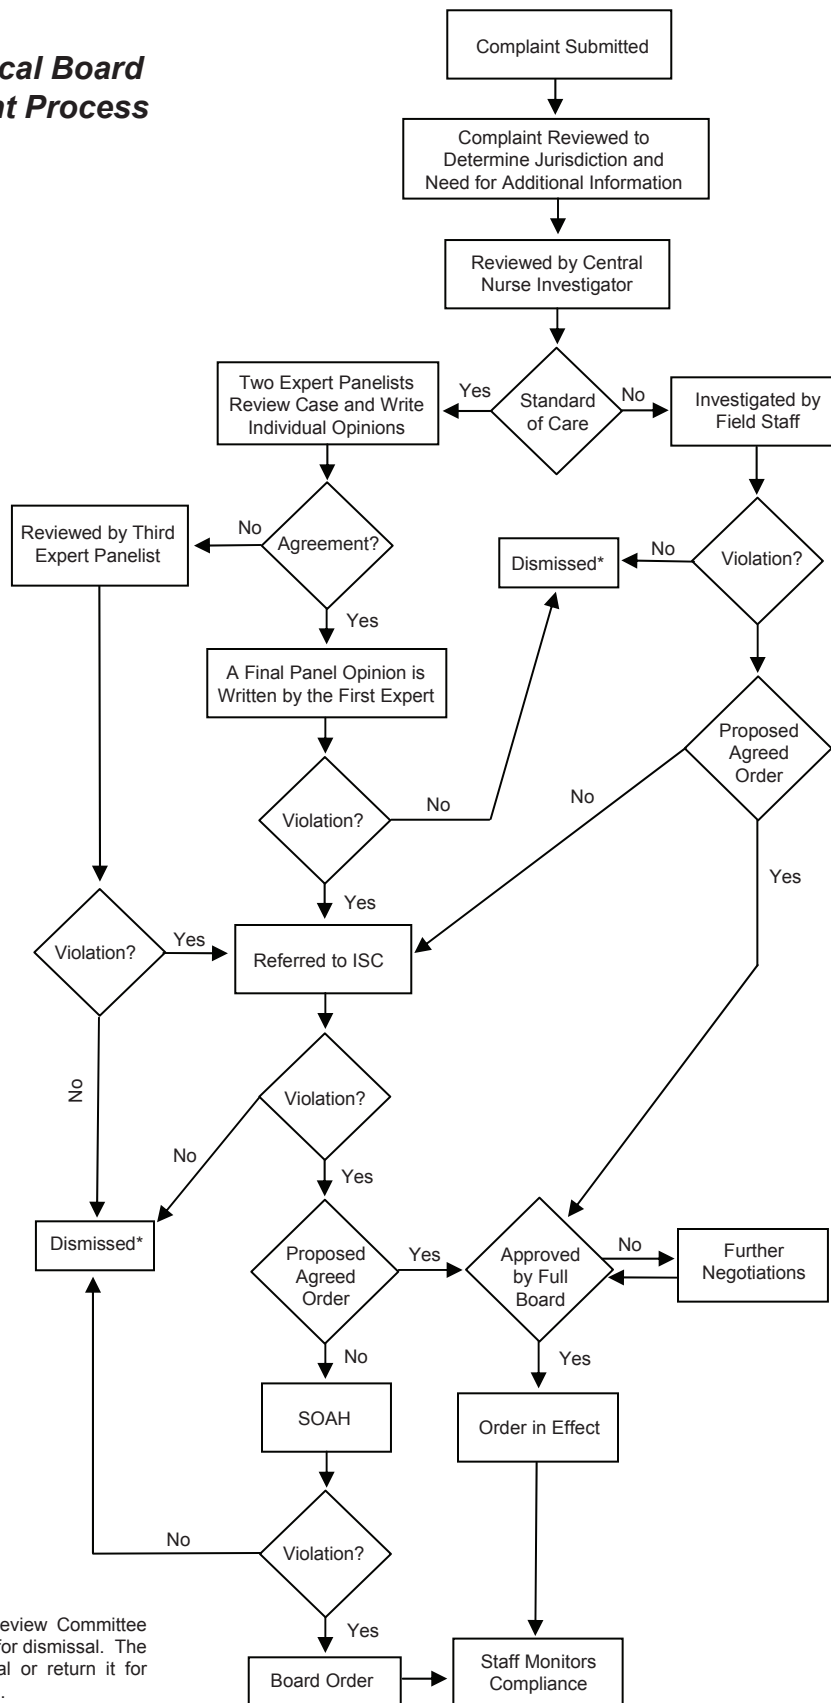 cal Board
nt Process
Complaint Submitted
Complaint Reviewed to
Determine Jurisdiction and
Need for Additional Information
Reviewed by Central
Nurse Investigator
Standard
of Care
Yes
No
Two Expert Panelists
Review Case and Write
Individual Opinions
Investigated by
Field Staff
Agreement?
No
Yes
Reviewed by Third
Expert Panelist
Dismissed*
No
Violation?
A Final Panel Opinion is
Written by the First Expert
Proposed
Agreed
Order
No
Yes
Violation?
No
Yes
Violation?
Yes
No
Referred to ISC
Violation?
No
Yes
Dismissed*
Proposed
Agreed
Order
Yes
No
Approved
by Full
Board
No
Yes
Further
Negotiations
SOAH
Order in Effect
Violation?
No
Yes
Board Order
Staff Monitors
Compliance
eview Committee
for dismissal. The
al or return it for
.